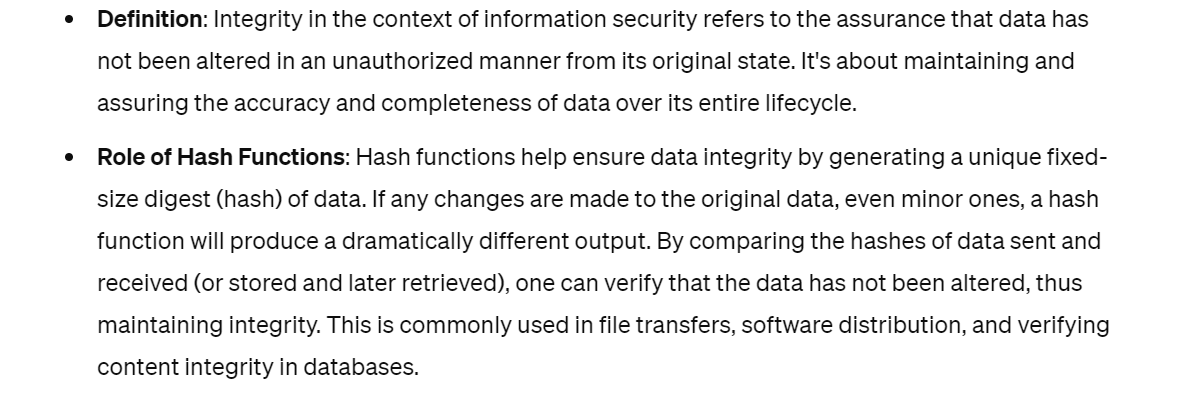 • Definition: Integrity in the context of information security refers to the assurance that data has
not been altered in an unauthorized manner from its original state. It's about maintaining and
assuring the accuracy and completeness of data over its entire lifecycle.
• Role of Hash Functions: Hash functions help ensure data integrity by generating a unique fixed-
size digest (hash) of data. If any changes are made to the original data, even minor ones, a hash
function will produce a dramatically different output. By comparing the hashes of data sent and
received (or stored and later retrieved), one can verify that the data has not been altered, thus
maintaining integrity. This is commonly used in file transfers, software distribution, and verifying
content integrity in databases.